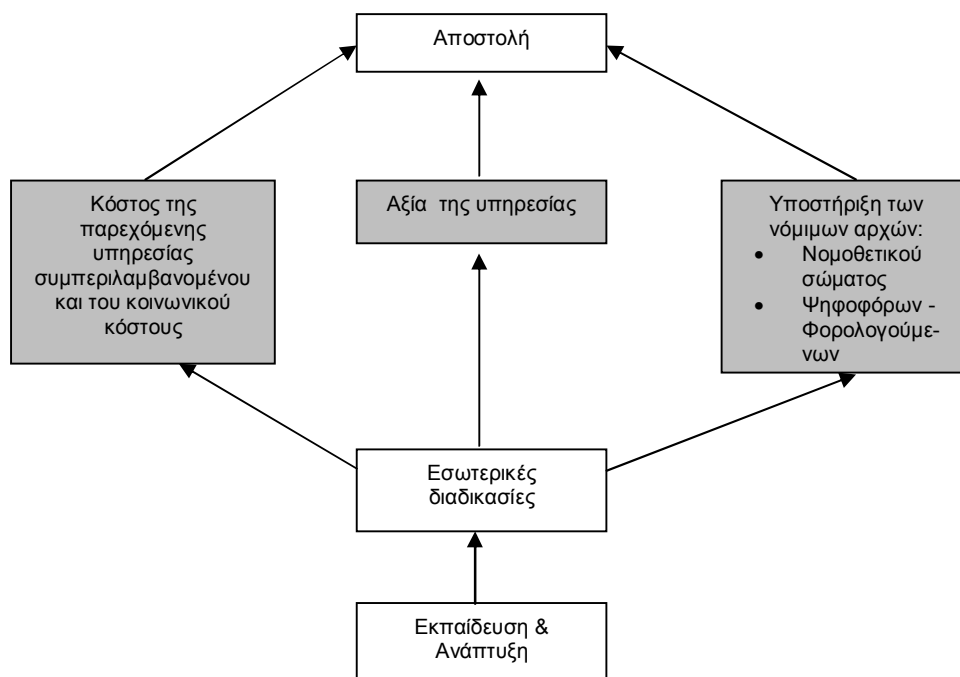 Αποστολή
Κόστος της
παρεχόμενης
υπηρεσίας
συμπεριλαμβανομένου
και του κοινωνικού
κόστους
Αξία της υπηρεσίας
Υποστήριξη των
νόμιμων αρχών:
• Νομοθετικού
σώματος
• Ψηφοφόρων -
Φορολογούμε-
νων
Εσωτερικές
διαδικασίες
Εκπαίδευση &
Ανάπτυξη